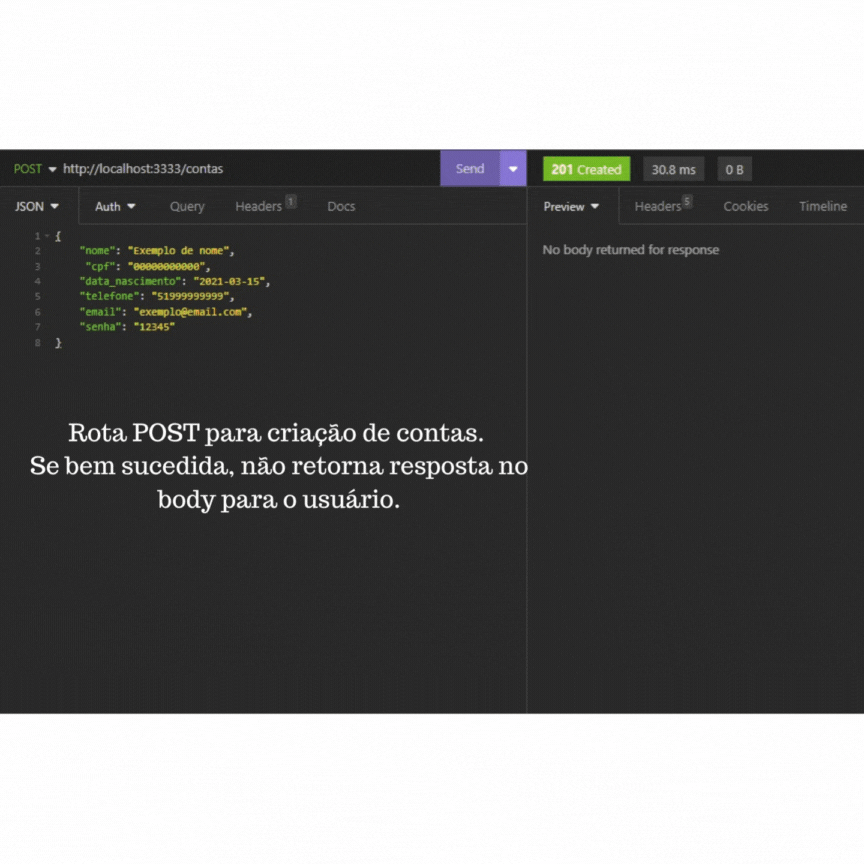 POST http://localhost:3333/contas Send
201 Created 30.8 ms 0 B
JSON Auth Query Headers 1 Docs
Preview Headers 5 Cookies Timeline
1 {
2 "nome": "Exemplo de nome",
3 "cpf": "00000000000",
4 "data_nascimento": "2021-03-15",
5 "telefone": "51999999999",
6 "email": "exemplo@email.com",
7 "senha": "12345"
8 }
No body returned for response
Rota POST para criação de contas.
Se bem sucedida, não retorna resposta no
body para o usuário.